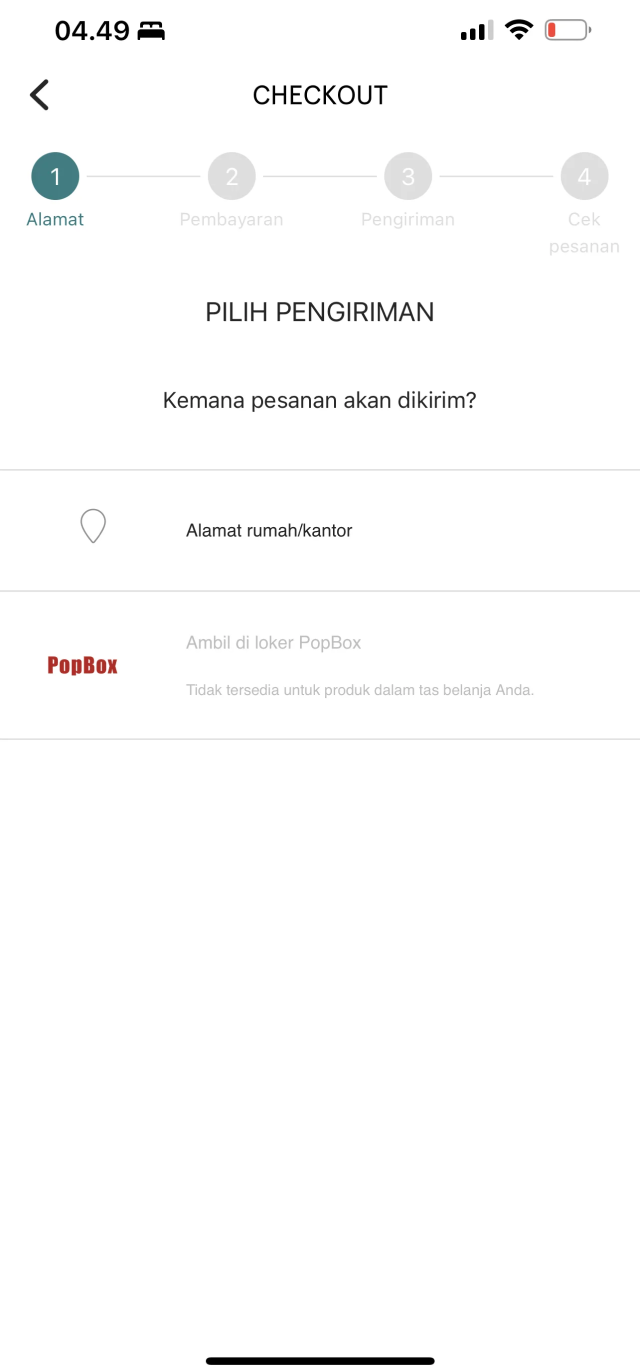 04.49
CHECKOUT
1
2
3
4
Alamat
Pembayaran
Pengiriman
Cek
pesanan
PILIH PENGIRIMAN
Kemana pesanan akan dikirim?
Alamat rumah/kantor
PopBox
Ambil di loker PopBox
Tidak tersedia untuk produk dalam tas belanja Anda.